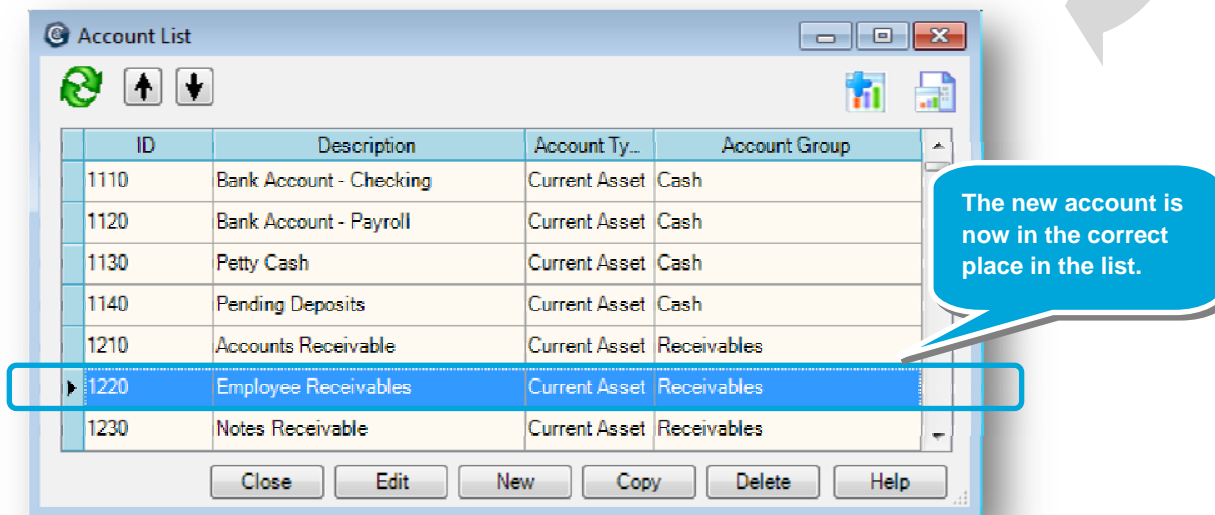 Account List
ID Description Account Ty... Account Group
1110 Bank Account - Checking Current Asset Cash
1120 Bank Account - Payroll Current Asset Cash
1130 Petty Cash Current Asset Cash
1140 Pending Deposits Current Asset Cash
1210 Accounts Receivable Current Asset Receivables
1220 Employee Receivables Current Asset Receivables
1230 Notes Receivable Current Asset Receivables
The new account is
now in the correct
place in the list.
Close Edit New Copy Delete Help